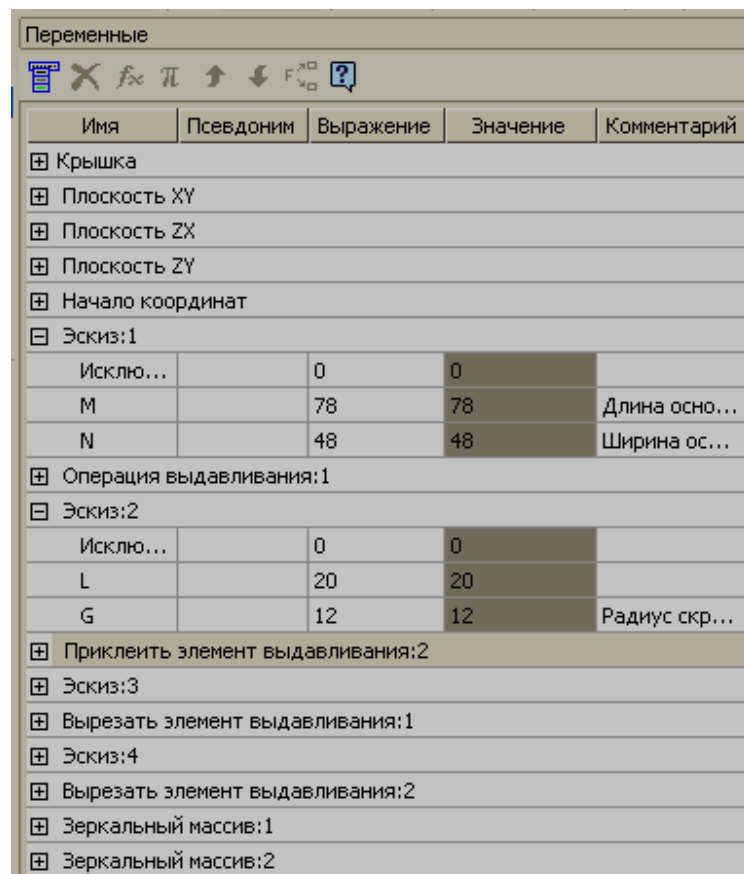 Переменные
Имя Псевдоним Выражение Значение Комментарий
Крышка
Плоскость XY
Плоскость ZX
Плоскость ZY
Начало координат
Эскиз:1
Исклю... 0 0
M 78 78 Длина осно...
N 48 48 Ширина ос...
Операция выдавливания:1
Эскиз:2
Исклю... 0 0
L 20 20
G 12 12 Радиус скр...
Приклеить элемент выдавливания:2
Эскиз:3
Вырезать элемент выдавливания:1
Эскиз:4
Вырезать элемент выдавливания:2
Зеркальный массив:1
Зеркальный массив:2